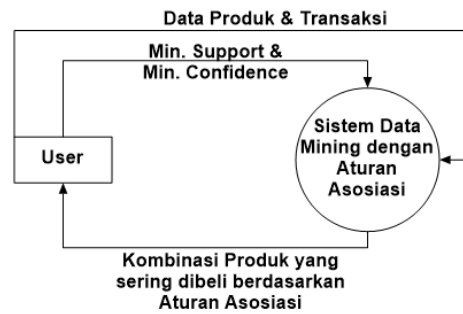 Data Produk & Transaksi
Min. Support &
Min. Confidence
User
Sistem Data
Mining dengan
Aturan
Asosiasi
Kombinasi Produk yang
sering dibeli berdasarkan
Aturan Asosiasi